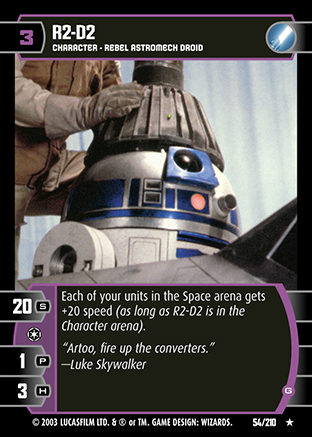 3
R2-D2
CHARACTER - REBEL ASTROMECH DROID
20 S
1 P
3 H
Each of your units in the Space arena gets
+20 speed (as long as R2-D2 is in the
Character arena).
“Artoo, fire up the converters.”
—Luke Skywalker
G
© 2003 LUCASFILM LTD. & ® or TM. GAME DESIGN: WIZARDS.
54/210 ★